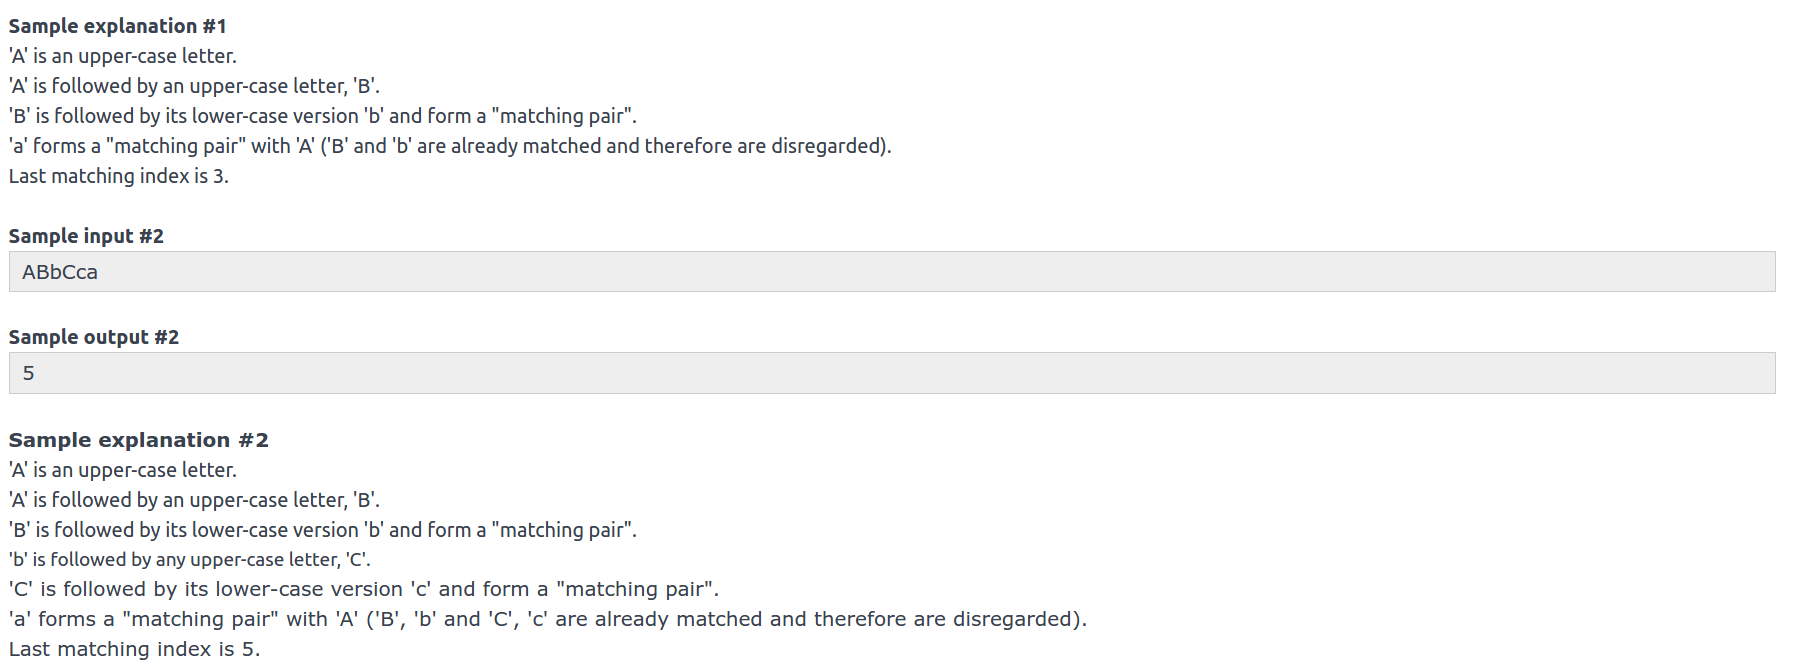 Sample explanation #1
'A' is an upper-case letter.
'A' is followed by an upper-case letter, 'B'.
'B' is followed by its lower-case version 'b' and form a "matching pair".
'a' forms a "matching pair" with 'A' ('B' and 'b' are already matched and therefore are disregarded).
Last matching index is 3.
Sample input #2
ABbCca
Sample output #2
5
Sample explanation #2
'A' is an upper-case letter.
'A' is followed by an upper-case letter, 'B'.
'B' is followed by its lower-case version 'b' and form a "matching pair".
'b' is followed by any upper-case letter, 'C'.
'C' is followed by its lower-case version 'c' and form a "matching pair".
'a' forms a "matching pair" with 'A' ('B', 'b' and 'C', 'c' are already matched and therefore are disregarded).
Last matching index is 5.